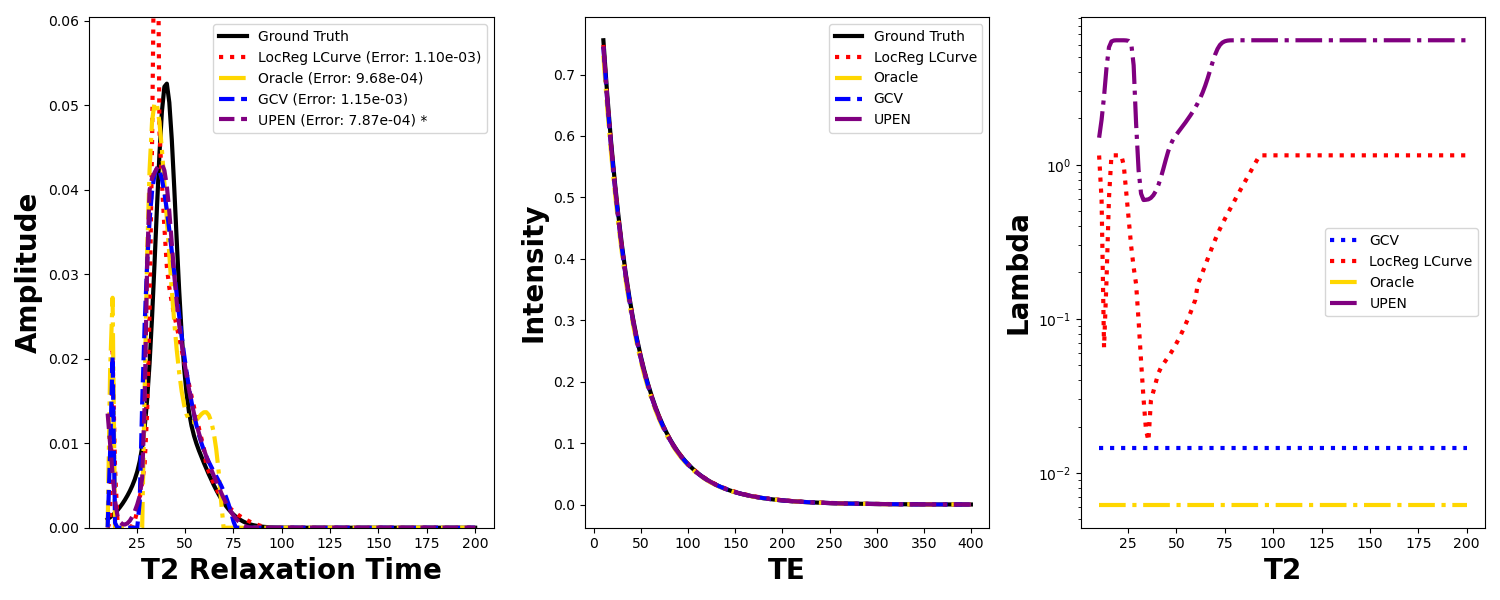 Amplitude
0.06
0.05
0.04
0.03
0.02
0.01
0.00
Ground Truth
LocReg LCurve (Error: 1.10e-03)
Oracle (Error: 9.68e-04)
GCV (Error: 1.15e-03)
UPEN (Error: 7.87e-04) *
25 50 75 100 125 150 175 200
T2 Relaxation Time
Intensity
0.7
0.6
0.5
0.4
0.3
0.2
0.1
0.0
Ground Truth
LocReg LCurve
Oracle
GCV
UPEN
0 50 100 150 200 250 300 350 400
TE
Lambda
10⁰
10⁻¹
10⁻²
GCV
LocReg LCurve
Oracle
UPEN
25 50 75 100 125 150 175 200
T2